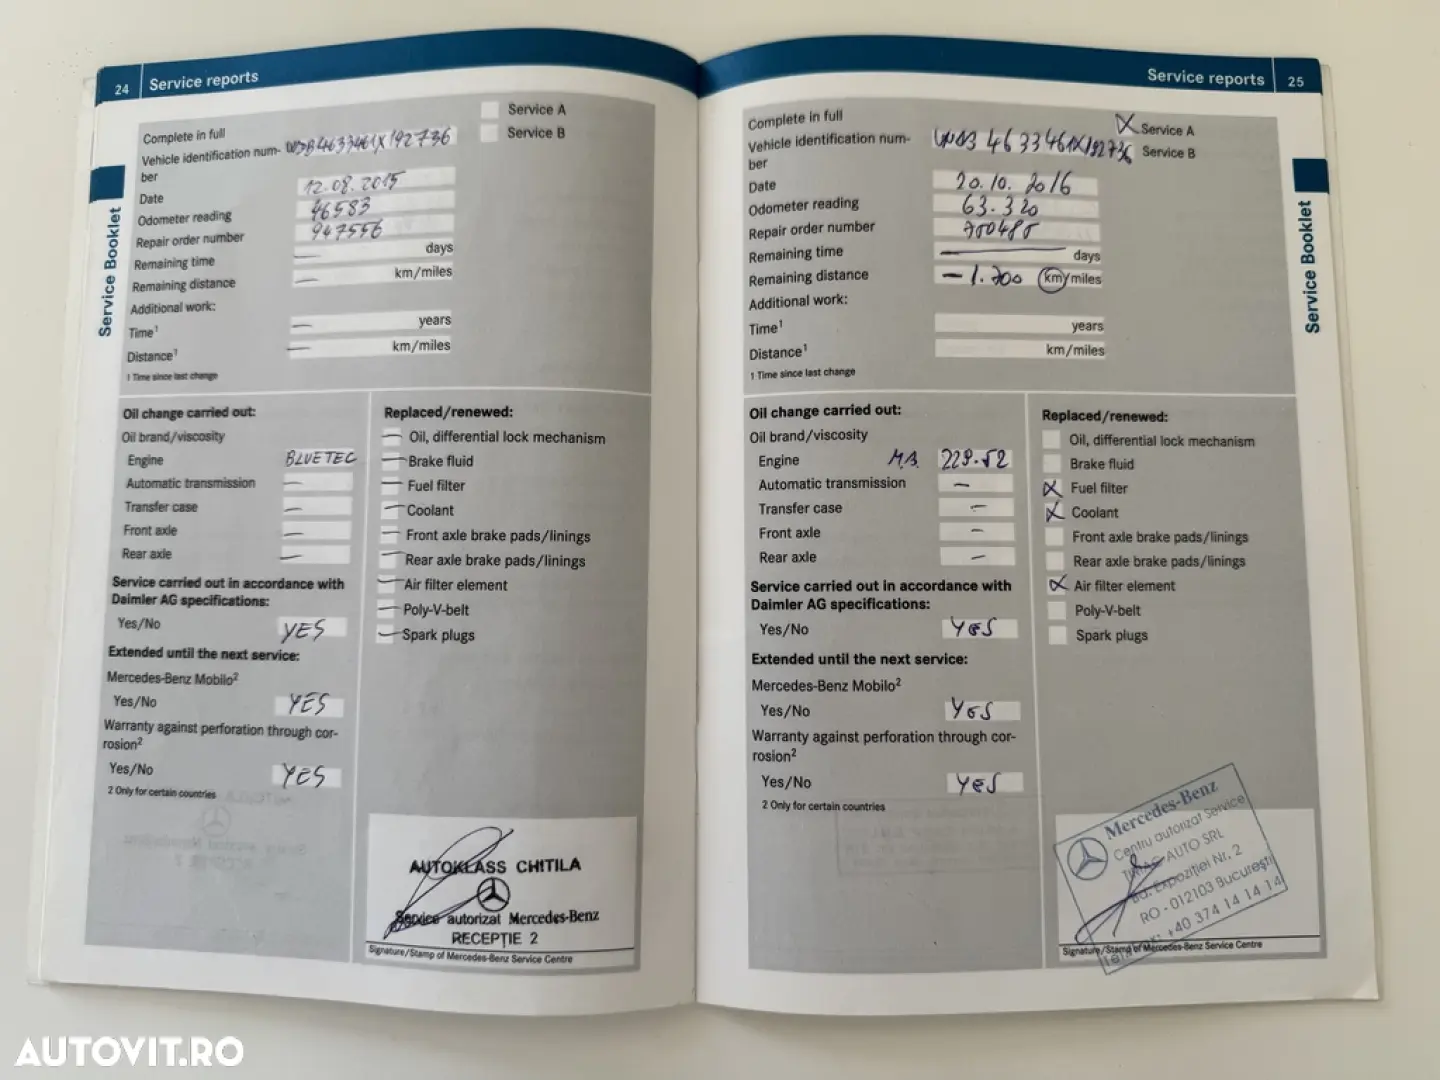 24 Service reports
Service Booklet
Complete in full
Service A
Service B
Vehicle identification num-
ber WDB4633461X192736
Date 12.08.2015
Odometer reading 46583
Repair order number 947556
Remaining time — days
Remaining distance — km/miles
Additional work:
Time¹ — years
Distance¹ — km/miles
1 Time since last change
Oil change carried out:
Oil brand/viscosity
Engine BLUETEC
Automatic transmission —
Transfer case —
Front axle —
Rear axle —
Service carried out in accordance with
Daimler AG specifications:
Yes/No YES
Extended until the next service:
Mercedes-Benz Mobilo²
Yes/No YES
Warranty against perforation through cor-
rosion²
Yes/No YES
2 Only for certain countries
Replaced/renewed:
— Oil, differential lock mechanism
— Brake fluid
— Fuel filter
— Coolant
— Front axle brake pads/linings
— Rear axle brake pads/linings
— Air filter element
— Poly-V-belt
— Spark plugs
AUTOKLASS CHITILA
Service autorizat Mercedes-Benz
RECEPȚIE 2
Signature/Stamp of Mercedes-Benz Service Centre
Service reports 25
Service Booklet
Complete in full
X Service A
Service B
Vehicle identification num-
ber WDB4633461X192736
Date 20.10.2016
Odometer reading 63.320
Repair order number 700485
Remaining time — days
Remaining distance - 1.700 km/miles
Additional work:
Time¹ years
Distance¹ km/miles
1 Time since last change
Oil change carried out:
Oil brand/viscosity
Engine M.B. 229.52
Automatic transmission —
Transfer case —
Front axle —
Rear axle —
Service carried out in accordance with
Daimler AG specifications:
Yes/No YES
Extended until the next service:
Mercedes-Benz Mobilo²
Yes/No YES
Warranty against perforation through cor-
rosion²
Yes/No YES
2 Only for certain countries
Replaced/renewed:
Oil, differential lock mechanism
Brake fluid
X Fuel filter
X Coolant
Front axle brake pads/linings
Rear axle brake pads/linings
X Air filter element
Poly-V-belt
Spark plugs
Mercedes-Benz
Centru autorizat Service
AUTO SRL
Bd. Expoziției Nr. 2
RO - 012103 București
+40 374 14 14 14
Signature/Stamp of Mercedes-Benz Service Centre
AUTOVIT.RO